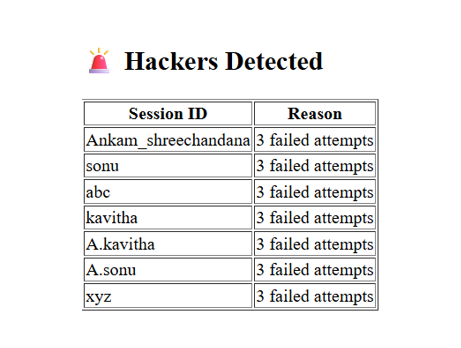 🚨 Hackers Detected
Session ID Reason
Ankam_shreechandana 3 failed attempts
sonu 3 failed attempts
abc 3 failed attempts
kavitha 3 failed attempts
A.kavitha 3 failed attempts
A.sonu 3 failed attempts
xyz 3 failed attempts